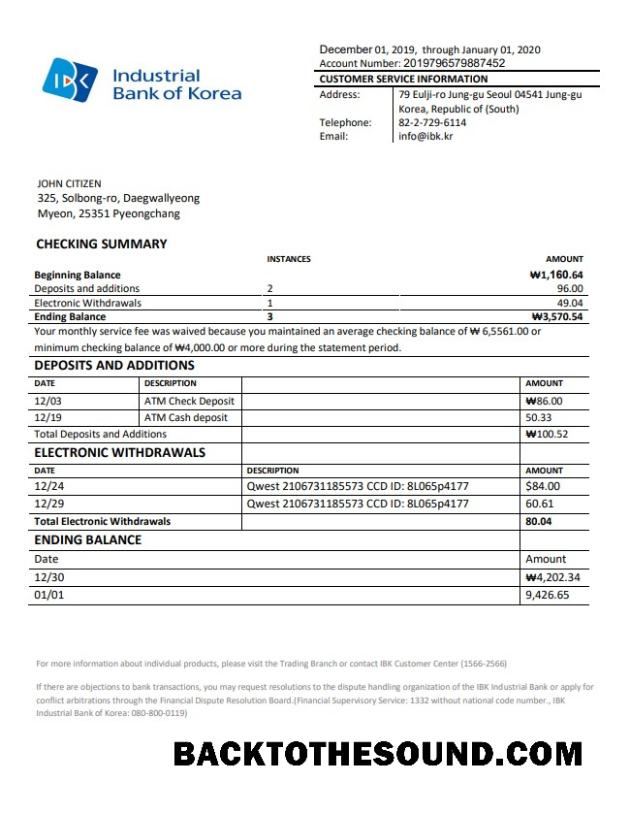 December 01, 2019, through January 01, 2020
Account Number: 2019796579887452
IBK Industrial
Bank of Korea
CUSTOMER SERVICE INFORMATION
Address: 79 Eulji-ro Jung-gu Seoul 04541 Jung-gu
Korea, Republic of (South)
Telephone: 82-2-729-6114
Email: info@ibk.kr
JOHN CITIZEN
325, Solbong-ro, Daegwallyeong
Myeon, 25351 Pyeongchang
CHECKING SUMMARY
INSTANCES AMOUNT
Beginning Balance ₩1,160.64
Deposits and additions 2 96.00
Electronic Withdrawals 1 49.04
Ending Balance 3 ₩3,570.54
Your monthly service fee was waived because you maintained an average checking balance of ₩ 6,5561.00 or
minimum checking balance of ₩4,000.00 or more during the statement period.
DEPOSITS AND ADDITIONS
DATE DESCRIPTION AMOUNT
12/03 ATM Check Deposit ₩86.00
12/19 ATM Cash deposit 50.33
Total Deposits and Additions ₩100.52
ELECTRONIC WITHDRAWALS
DATE DESCRIPTION AMOUNT
12/24 Qwest 2106731185573 CCD ID: 8L065p4177 $84.00
12/29 Qwest 2106731185573 CCD ID: 8L065p4177 60.61
Total Electronic Withdrawals 80.04
ENDING BALANCE
Date Amount
12/30 ₩4,202.34
01/01 9,426.65
For more information about individual products, please visit the Trading Branch or contact IBK Customer Center (1566-2566)
If there are objections to bank transactions, you may request resolutions to the dispute handling organization of the IBK Industrial Bank or apply for
conflict arbitrations through the Financial Dispute Resolution Board.(Financial Supervisory Service: 1332 without national code number., IBK
Industrial Bank of Korea: 080-800-0119)
BACKTOTHESOUND.COM